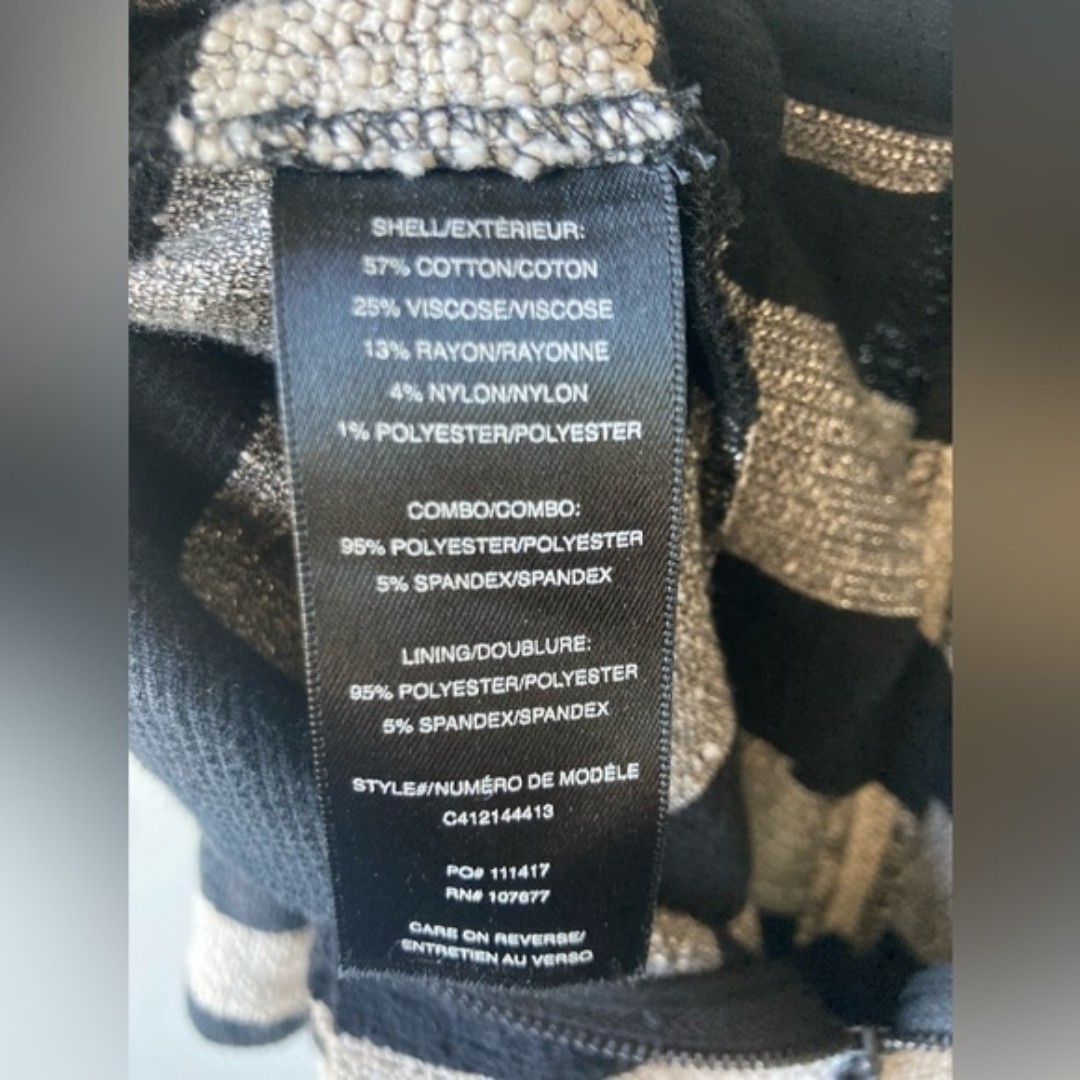 SHELL/EXTÉRIEUR:
57% COTTON/COTON
25% VISCOSE/VISCOSE
13% RAYON/RAYONNE
4% NYLON/NYLON
1% POLYESTER/POLYESTER
COMBO/COMBO:
95% POLYESTER/POLYESTER
5% SPANDEX/SPANDEX
LINING/DOUBLURE:
95% POLYESTER/POLYESTER
5% SPANDEX/SPANDEX
STYLE#/NUMÉRO DE MODÈLE
C412144413
PO# 111417
RN# 107677
CARE ON REVERSE/
ENTRETIEN AU VERSO